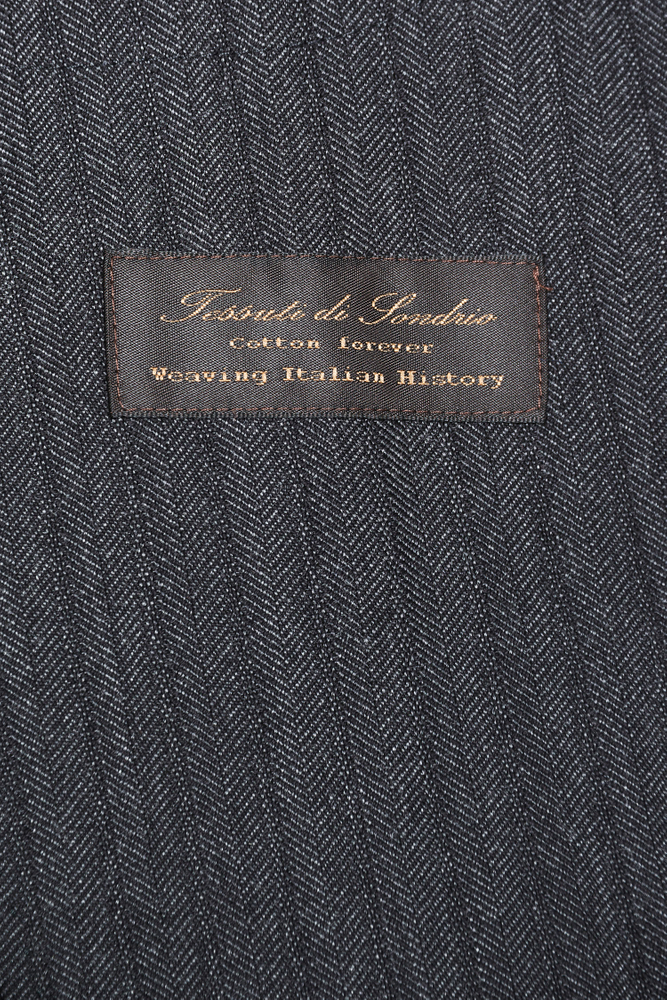 Tessuti di Sondrio
Cotton forever
Weaving Italian History